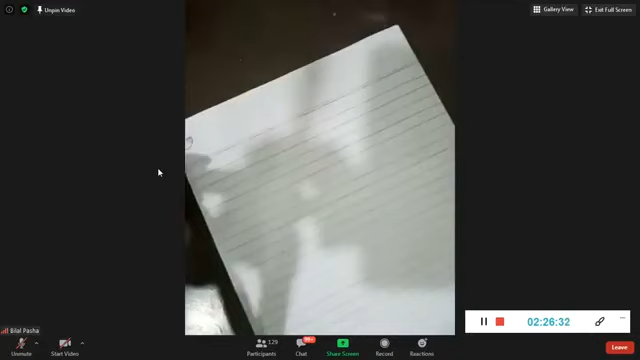 Unpin Video
Gallery View
Exit Full Screen
02:26:32
Bilal Pasha
Unmute
Start Video
129
Participants
99+
Chat
Share Screen
Record
Reactions
Leave